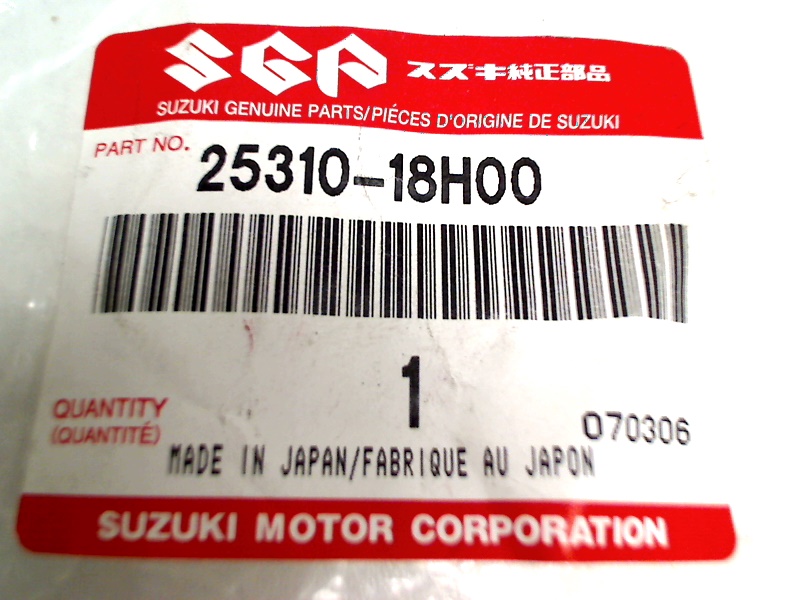 SGP スズキ純正部品
SUZUKI GENUINE PARTS/PIÉCES D'ORIGINE DE SUZUKI
PART NO. 25310-18H00
1
QUANTITY
(QUANTITÉ)
070306
MADE IN JAPAN/FABRIQUE AU JAPON
SUZUKI MOTOR CORPORATION